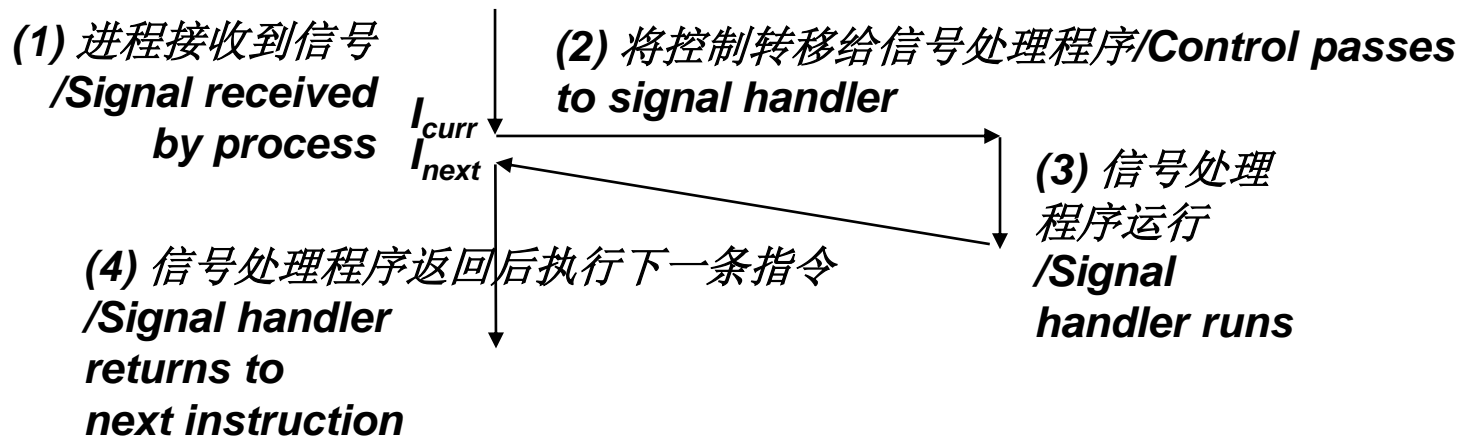 (1) 进程接收到信号
/Signal received
by process
(2) 将控制转移给信号处理程序/Control passes
to signal handler
Icurr
Inext
(3) 信号处理
程序运行
/Signal
handler runs
(4) 信号处理程序返回后执行下一条指令
/Signal handler
returns to
next instruction